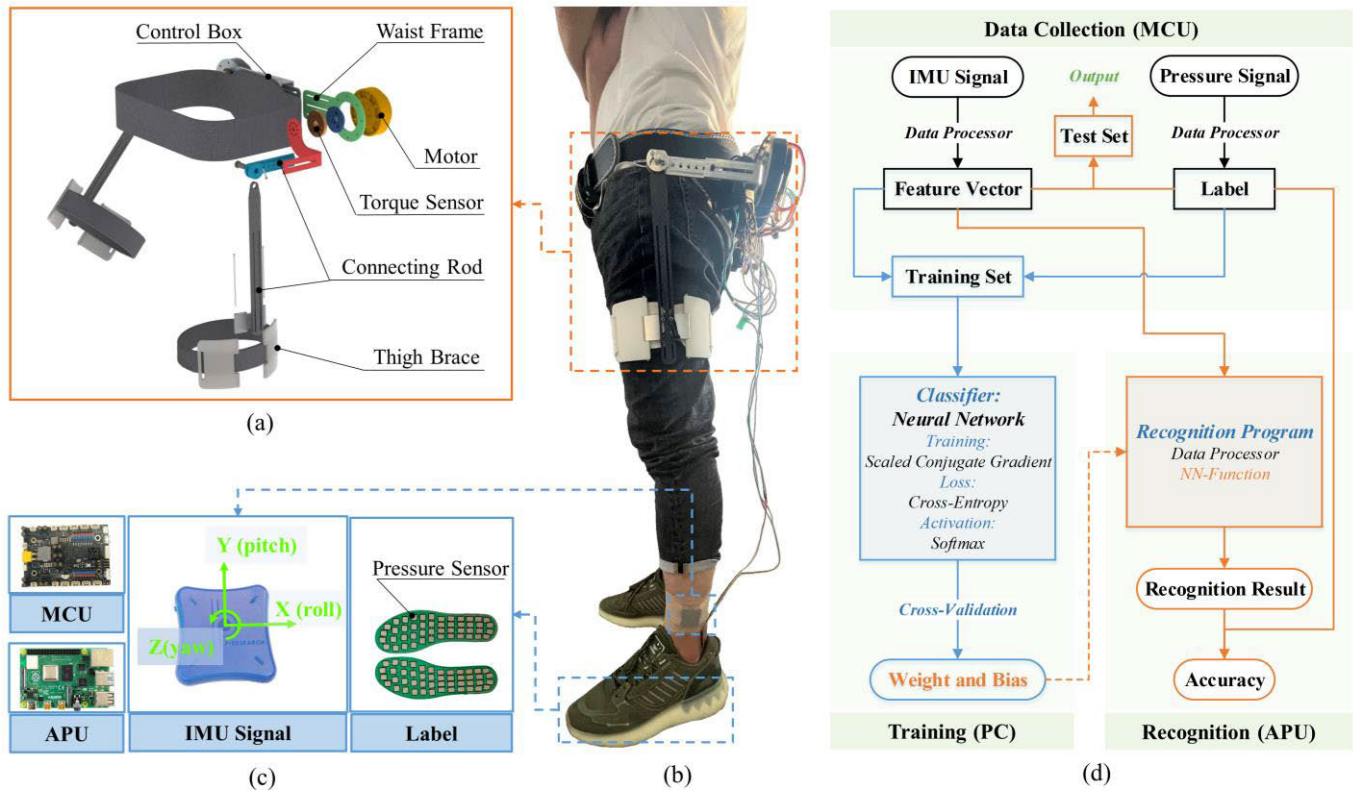 Control Box
Waist Frame
Motor
Torque Sensor
Connecting Rod
Thigh Brace
(a)
MCU
APU
Y (pitch)
X (roll)
Z(yaw)
IMU Signal
Pressure Sensor
Label
(c)
(b)
Data Collection (MCU)
IMU Signal
Output
Pressure Signal
Data Processor
Test Set
Data Processor
Feature Vector
Label
Training Set
Classifier:
Neural Network
Training:
Scaled Conjugate Gradient
Loss:
Cross-Entropy
Activation:
Softmax
Cross-Validation
Weight and Bias
Training (PC)
Recognition Program
Data Processor
NN-Function
Recognition Result
Accuracy
Recognition (APU)
(d)